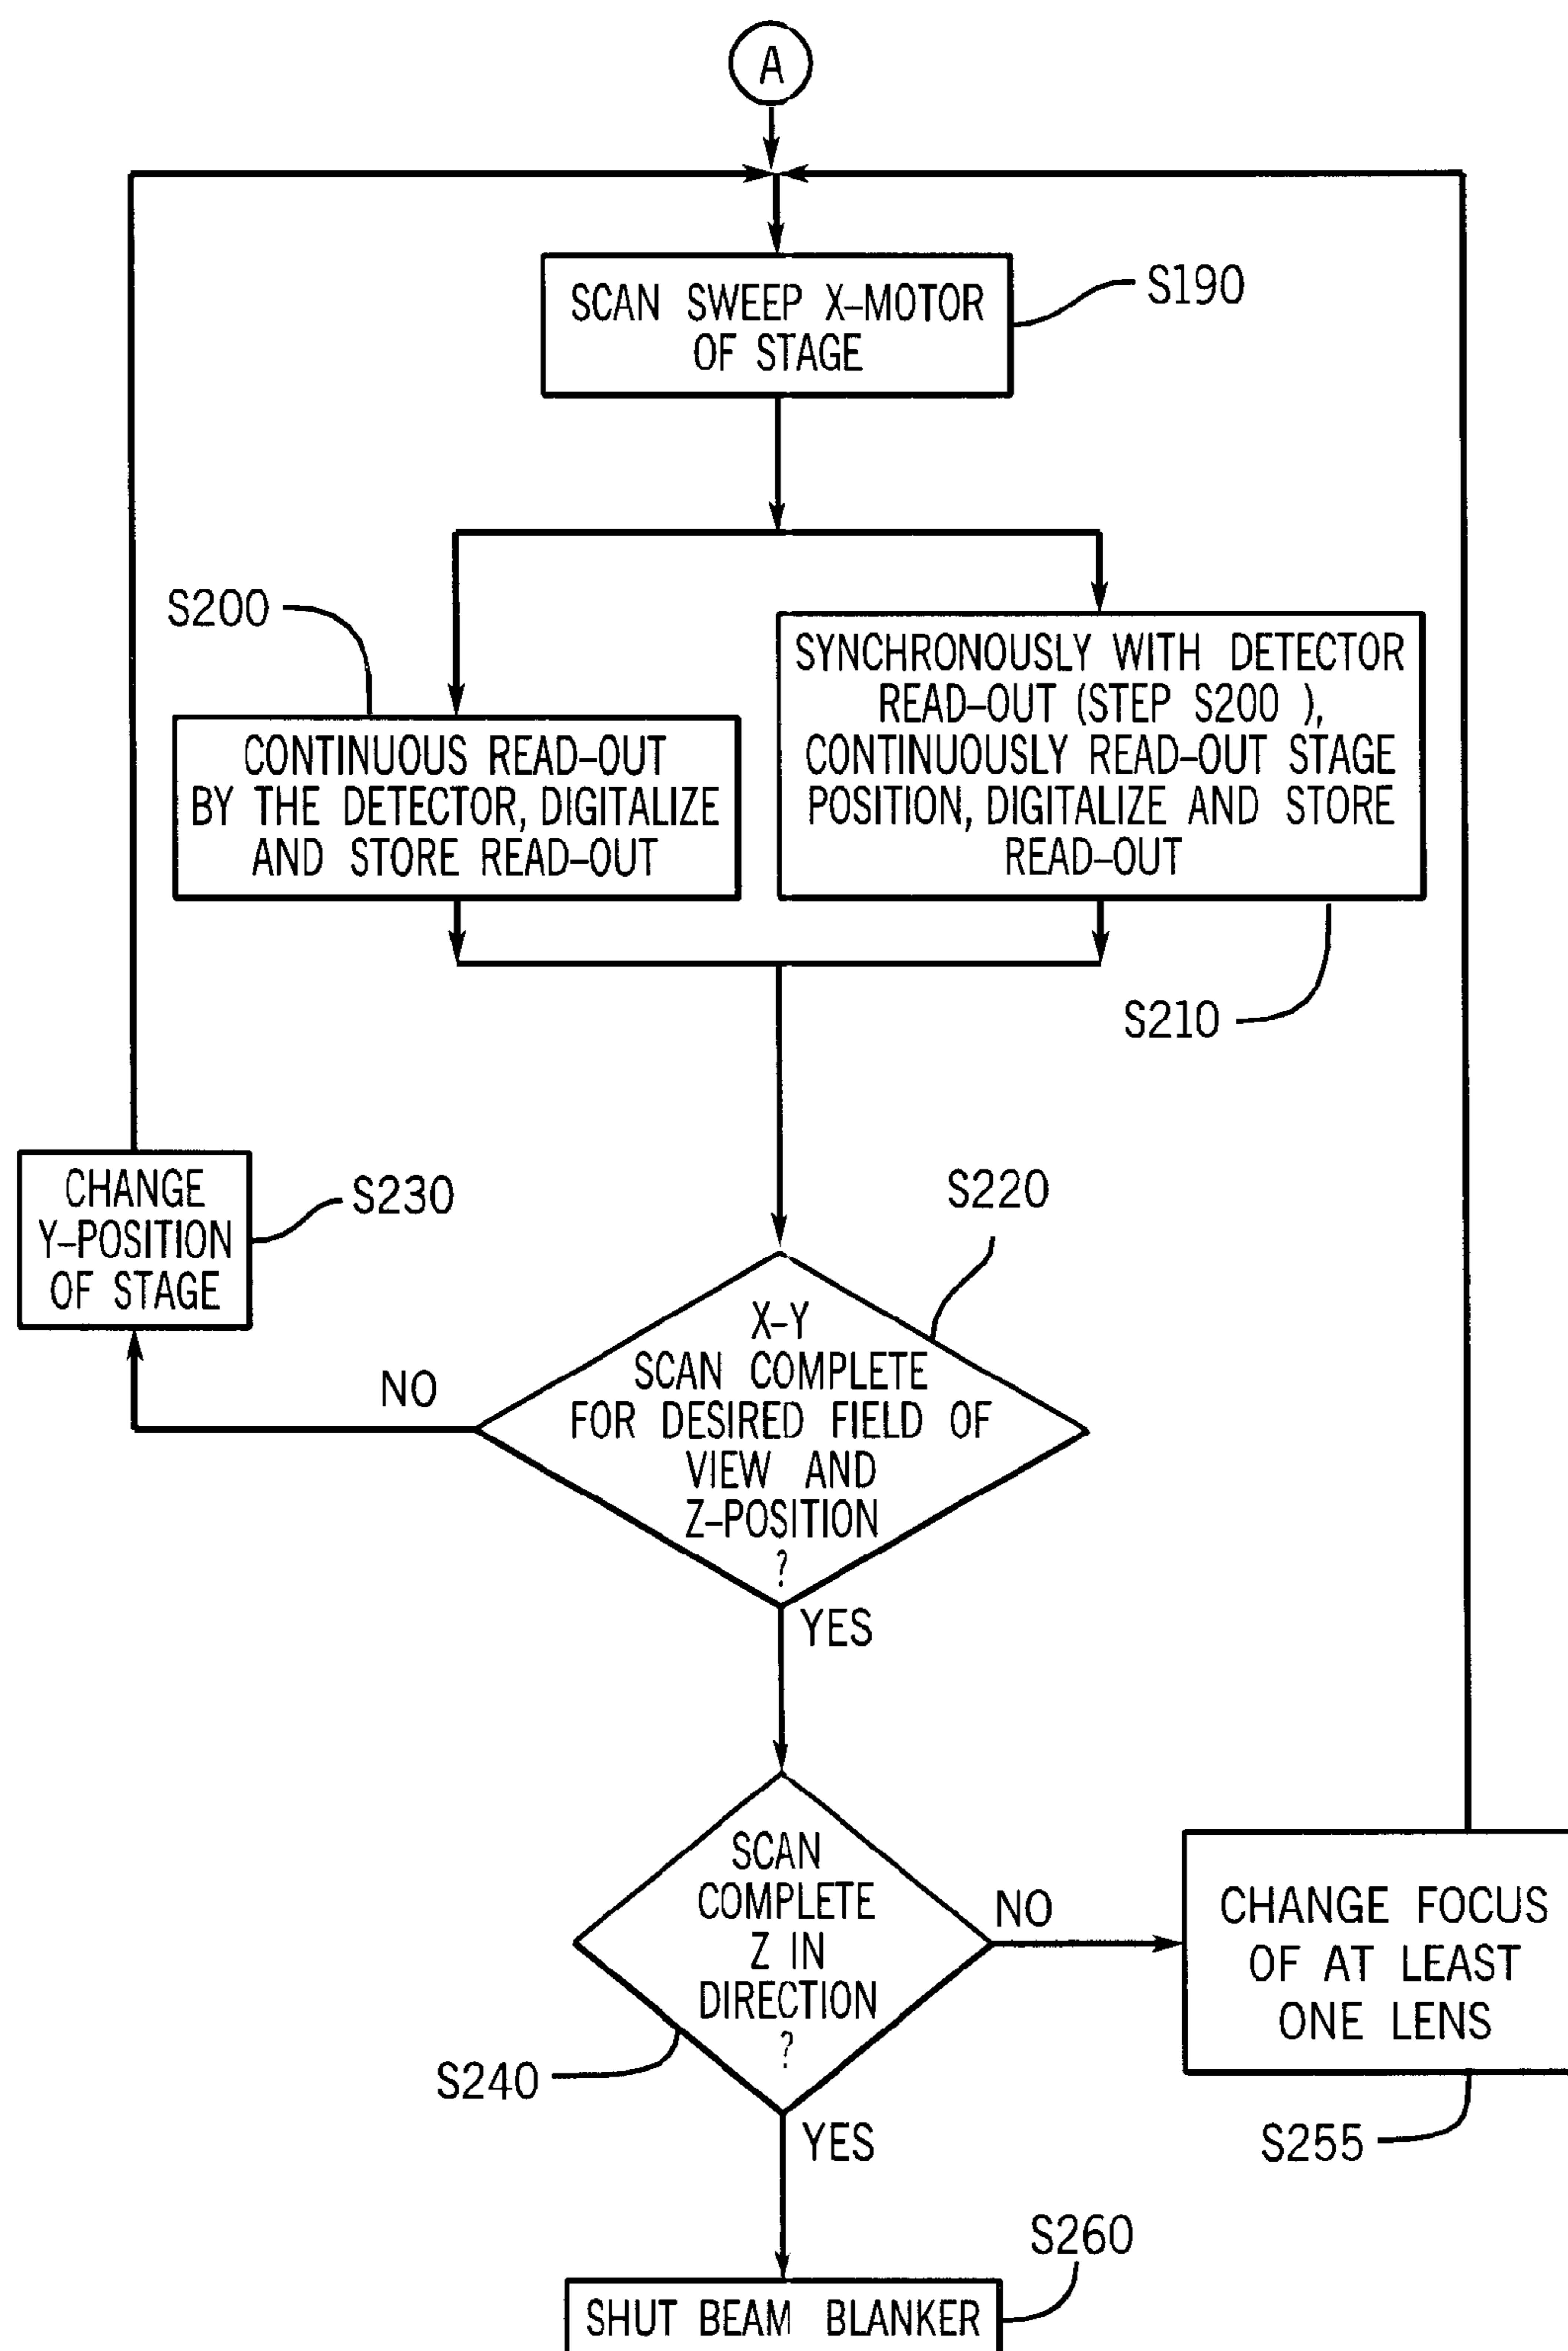 A
SCAN SWEEP X-MOTOR
OF STAGE
S190
S200
CONTINUOUS READ-OUT
BY THE DETECTOR, DIGITALIZE
AND STORE READ-OUT
SYNCHRONOUSLY WITH DETECTOR
READ-OUT (STEP S200 ),
CONTINUOUSLY READ-OUT STAGE
POSITION, DIGITALIZE AND STORE
READ-OUT
S210
CHANGE
Y-POSITION
OF STAGE
S230
S220
X-Y
SCAN COMPLETE
FOR DESIRED FIELD OF
VIEW AND
Z-POSITION
?
NO
YES
SCAN
COMPLETE
Z IN
DIRECTION
?
NO
S240
CHANGE FOCUS
OF AT LEAST
ONE LENS
S255
YES
S260
SHUT BEAM BLANKER